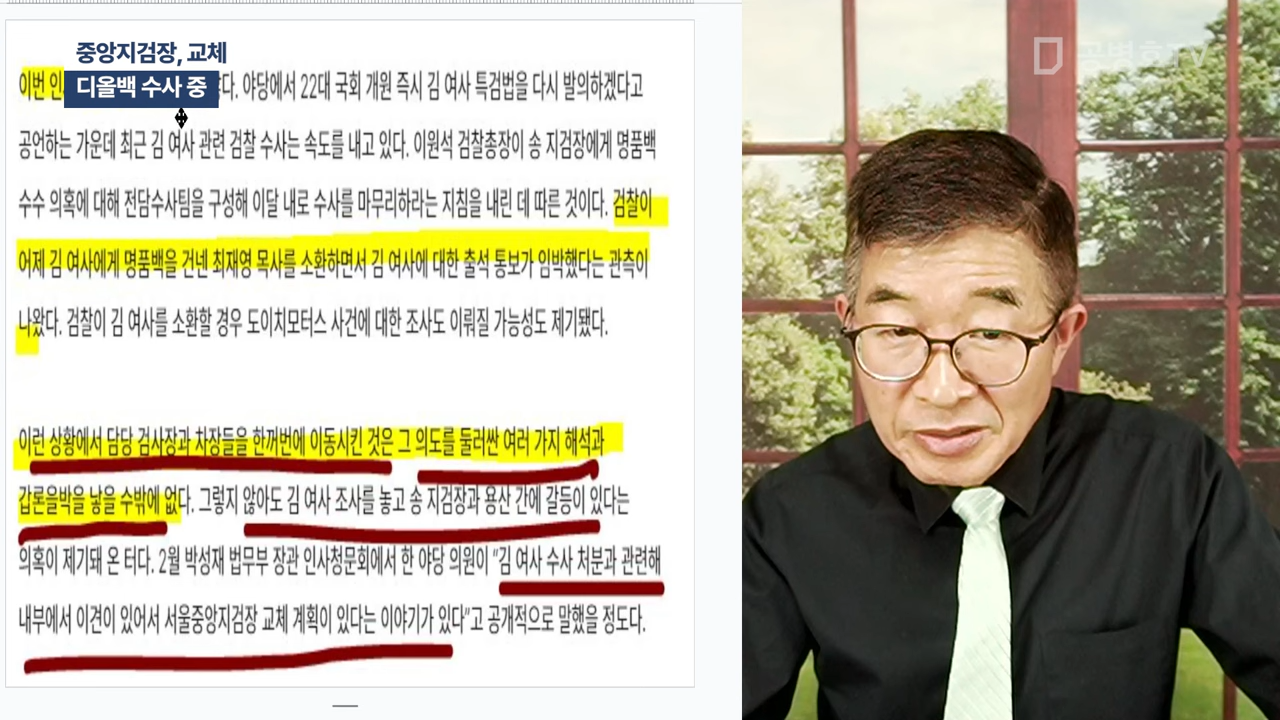 중앙지검장, 교체
디올백 수사 중
공병호TV
이번 인 다. 야당에서 22대 국회 개원 즉시 김 여사 특검법을 다시 발의하겠다고
공언하는 가운데 최근 김 여사 관련 검찰 수사는 속도를 내고 있다. 이원석 검찰총장이 송 지검장에게 명품백
수수 의혹에 대해 전담수사팀을 구성해 이달 내로 수사를 마무리하라는 지침을 내린 데 따른 것이다. 검찰이
어제 김 여사에게 명품백을 건넨 최재영 목사를 소환하면서 김 여사에 대한 출석 통보가 임박했다는 관측이
나왔다. 검찰이 김 여사를 소환할 경우 도이치모터스 사건에 대한 조사도 이뤄질 가능성도 제기됐다.
이런 상황에서 담당 검사장과 차장들을 한꺼번에 이동시킨 것은 그 의도를 둘러싼 여러 가지 해석과
갑론을박을 낳을 수밖에 없다. 그렇지 않아도 김 여사 조사를 놓고 송 지검장과 용산 간에 갈등이 있다는
의혹이 제기돼 온 터다. 2월 박성재 법무부 장관 인사청문회에서 한 야당 의원이 “김 여사 수사 처분과 관련해
내부에서 이견이 있어서 서울중앙지검장 교체 계획이 있다는 이야기가 있다”고 공개적으로 말했을 정도다.